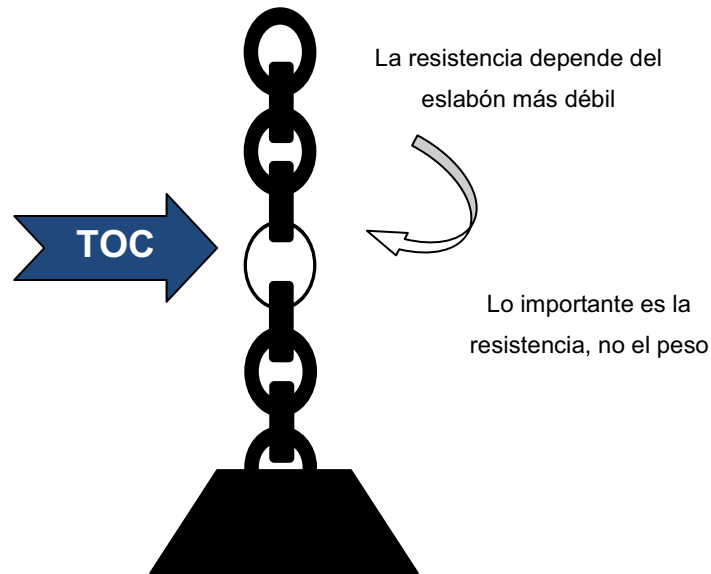 La resistencia depende del
eslabón más débil
TOC
Lo importante es la
resistencia, no el peso